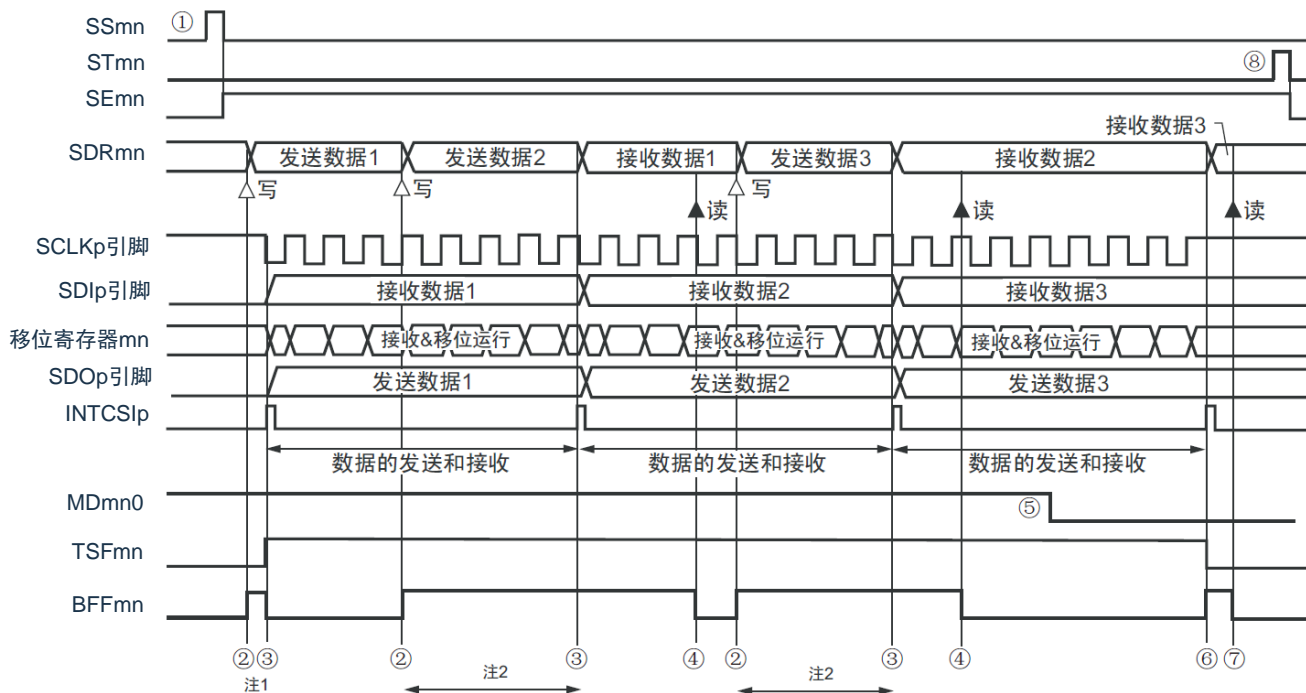 SSmn ①
STmn ⑧
SEmn
接收数据3
SDRmn 发送数据1 发送数据2 接收数据1 发送数据3 接收数据2
写 写 读 写 读 读
SCLKp引脚
SDIp引脚 接收数据1 接收数据2 接收数据3
移位寄存器mn 接收&移位运行 接收&移位运行 接收&移位运行
SDOp引脚 发送数据1 发送数据2 发送数据3
INTCSIp
数据的发送和接收 数据的发送和接收 数据的发送和接收
MDmn0 ⑤
TSFmn
BFFmn
② ③ ② ③ ④ ② ③ ④ ⑥ ⑦
注1 注2 注2